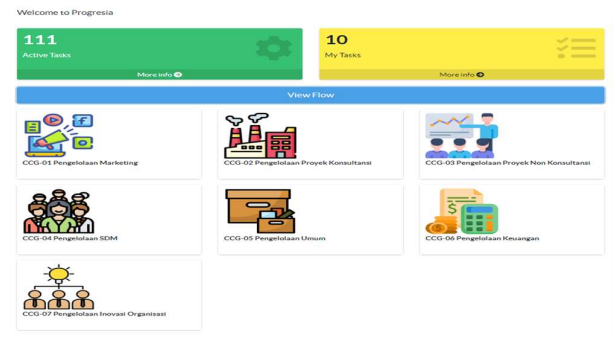 Welcome to Progresia
111
Active Tasks
More info
10
My Tasks
More info
View Flow
CCG-01 Pengelolaan Marketing
CCG-02 Pengelolaan Proyek Konsultansi
CCG-03 Pengelolaan Proyek Non Konsultansi
CCG-04 Pengelolaan SDM
CCG-05 Pengelolaan Umum
CCG-06 Pengelolaan Keuangan
CCG-07 Pengelolaan Inovasi Organisasi